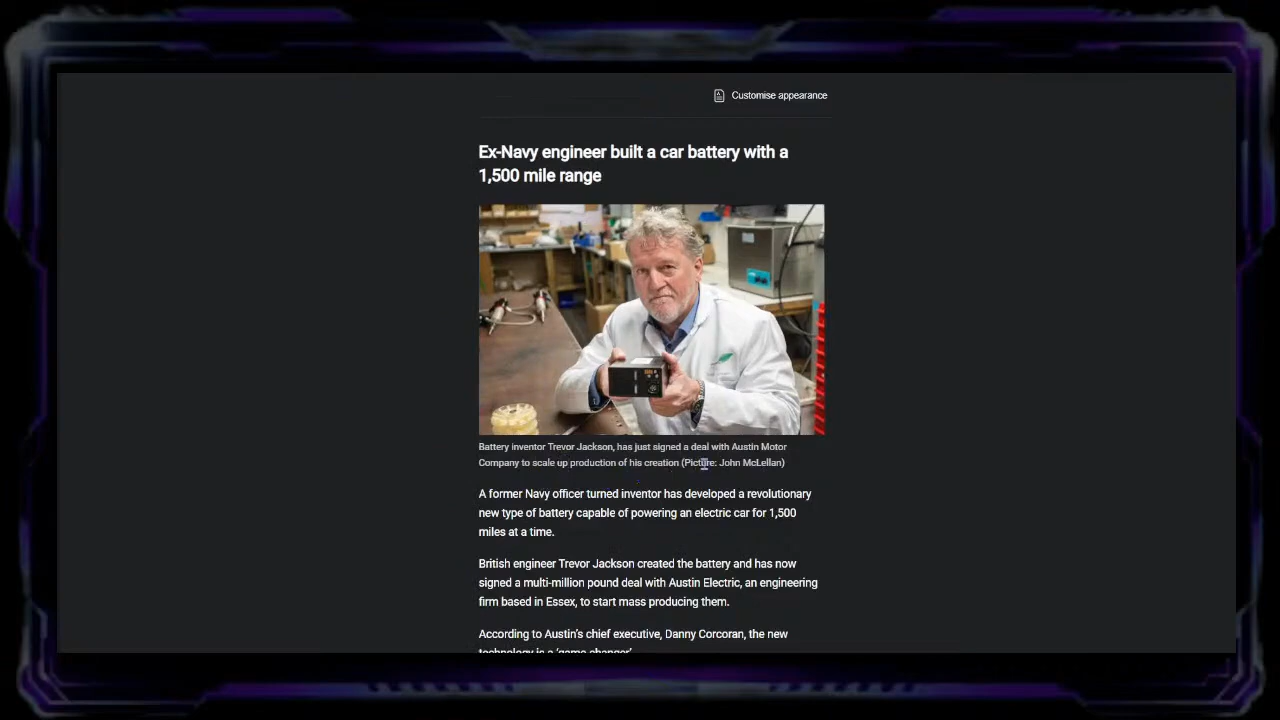 Customise appearance
Ex-Navy engineer built a car battery with a
1,500 mile range
Battery inventor Trevor Jackson, has just signed a deal with Austin Motor
Company to scale up production of his creation (Picture: John McLellan)
A former Navy officer turned inventor has developed a revolutionary
new type of battery capable of powering an electric car for 1,500
miles at a time.
British engineer Trevor Jackson created the battery and has now
signed a multi-million pound deal with Austin Electric, an engineering
firm based in Essex, to start mass producing them.
According to Austin's chief executive, Danny Corcoran, the new
technology is a 'game changer'